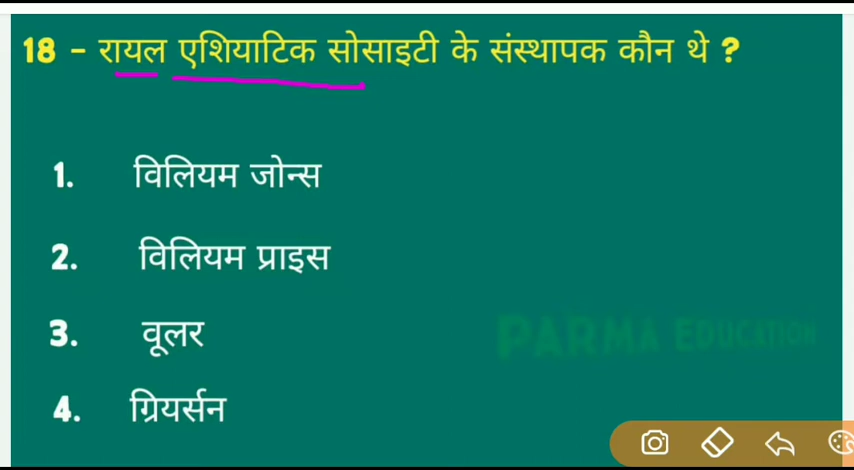 18 - रायल एशियाटिक सोसाइटी के संस्थापक कौन थे ?
1. विलियम जोन्स
2. विलियम प्राइस
3. वूलर
PARMA EDUCATION
4. ग्रियर्सन